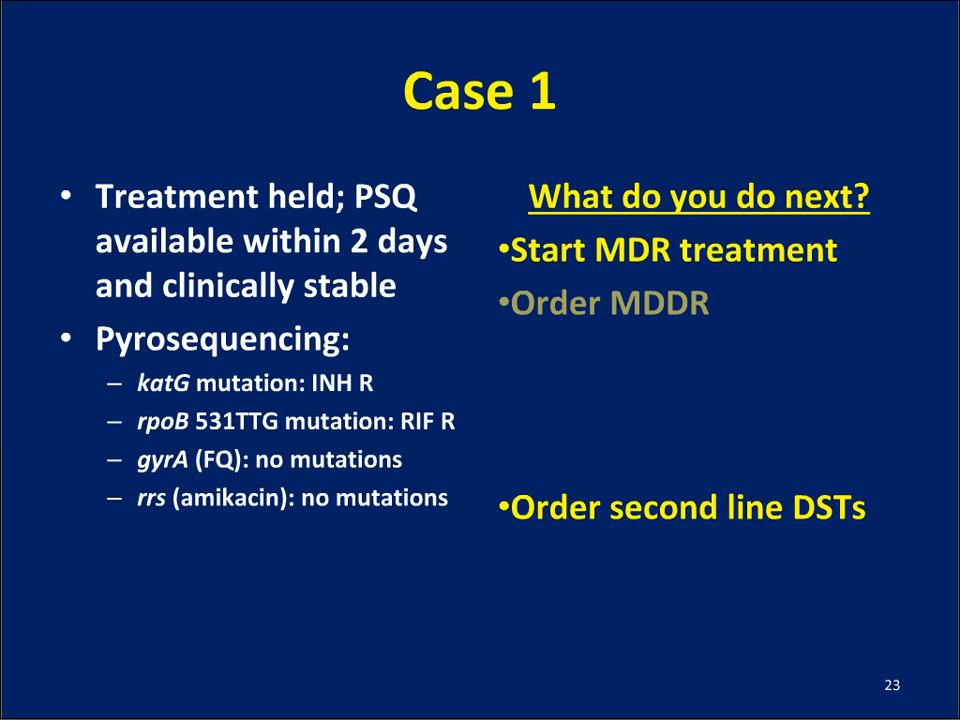 Case 1
• Treatment held; PSQ
available within 2 days
and clinically stable
• Pyrosequencing:
– katG mutation: INH R
– rpoB 531TTG mutation: RIF R
– gyrA (FQ): no mutations
– rrs (amikacin): no mutations
What do you do next?
•Start MDR treatment
•Order MDDR
•Order second line DSTs
23